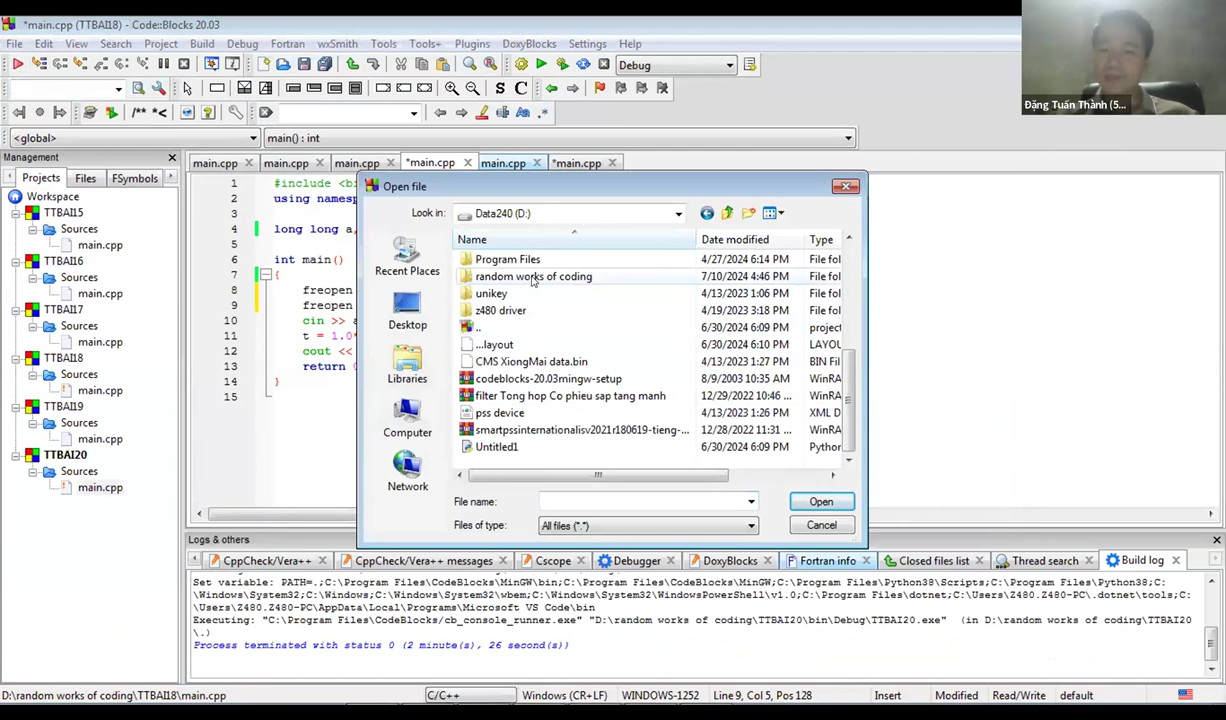 *main.cpp (TTBAI18) - Code::Blocks 20.03
File Edit View Search Project Build Debug Fortran wxSmith Tools Tools+ Plugins DoxyBlocks Settings Help
Debug
Đặng Tuấn Thành (5...
/** *<
S C
Aa .*
<global> main() : int
Management
main.cpp main.cpp main.cpp *main.cpp main.cpp *main.cpp
Projects Files FSymbols
Workspace
TTBAI15
Sources
main.cpp
TTBAI16
Sources
main.cpp
TTBAI17
Sources
main.cpp
TTBAI18
Sources
main.cpp
TTBAI19
Sources
main.cpp
TTBAI20
Sources
main.cpp
1 #include <bi
2 using namesp
3
4 long long a,
5
6 int main()
7 {
8 freopen
9 freopen
10 cin >> a
11 t = 1.0*
12 cout <<
13 return 0
14 }
15
Open file
Look in: Data240 (D:)
Recent Places
Desktop
Libraries
Computer
Network
Name Date modified Type
Program Files 4/27/2024 6:14 PM File fol
random works of coding 7/10/2024 4:46 PM File fol
unikey 4/13/2023 1:06 PM File fol
z480 driver 4/19/2023 3:18 PM File fol
.. 6/30/2024 6:09 PM project
...layout 6/30/2024 6:10 PM LAYOU
CMS XiongMai data.bin 4/13/2023 1:27 PM BIN Fil
codeblocks-20.03mingw-setup 8/9/2003 10:35 AM WinRA
filter Tong hop Co phieu sap tang manh 12/29/2022 10:46 ... WinRA
pss device 4/13/2023 1:26 PM XML D
smartpssinternationalisv2021r180619-tieng-... 12/28/2022 11:31 ... WinRA
Untitled1 6/30/2024 6:09 PM Python
File name: Open
Files of type: All files (*.*) Cancel
Logs & others
CppCheck/Vera++ CppCheck/Vera++ messages Cscope Debugger DoxyBlocks Fortran info Closed files list Thread search Build log
Set variable: PATH=.;C:\Program Files\CodeBlocks\MinGW\bin;C:\Program Files\CodeBlocks\MinGW;C:\Program Files\Python38\Scripts;C:\Program Files\Python38;C:
\Windows\System32;C:\Windows;C:\Windows\System32\wbem;C:\Windows\System32\WindowsPowerShell\v1.0;C:\Program Files\dotnet;C:\Users\Z480.Z480-PC\.dotnet\tools;C:
\Users\Z480.Z480-PC\AppData\Local\Programs\Microsoft VS Code\bin
Executing: "C:\Program Files\CodeBlocks/cb_console_runner.exe" "D:\random works of coding\TTBAI20\bin\Debug\TTBAI20.exe" (in D:\random works of coding\TTBAI20
\.)
Process terminated with status 0 (2 minute(s), 26 second(s))
D:\random works of coding\TTBAI18\main.cpp C/C++ Windows (CR+LF) WINDOWS-1252 Line 9, Col 5, Pos 128 Insert Modified Read/Write default